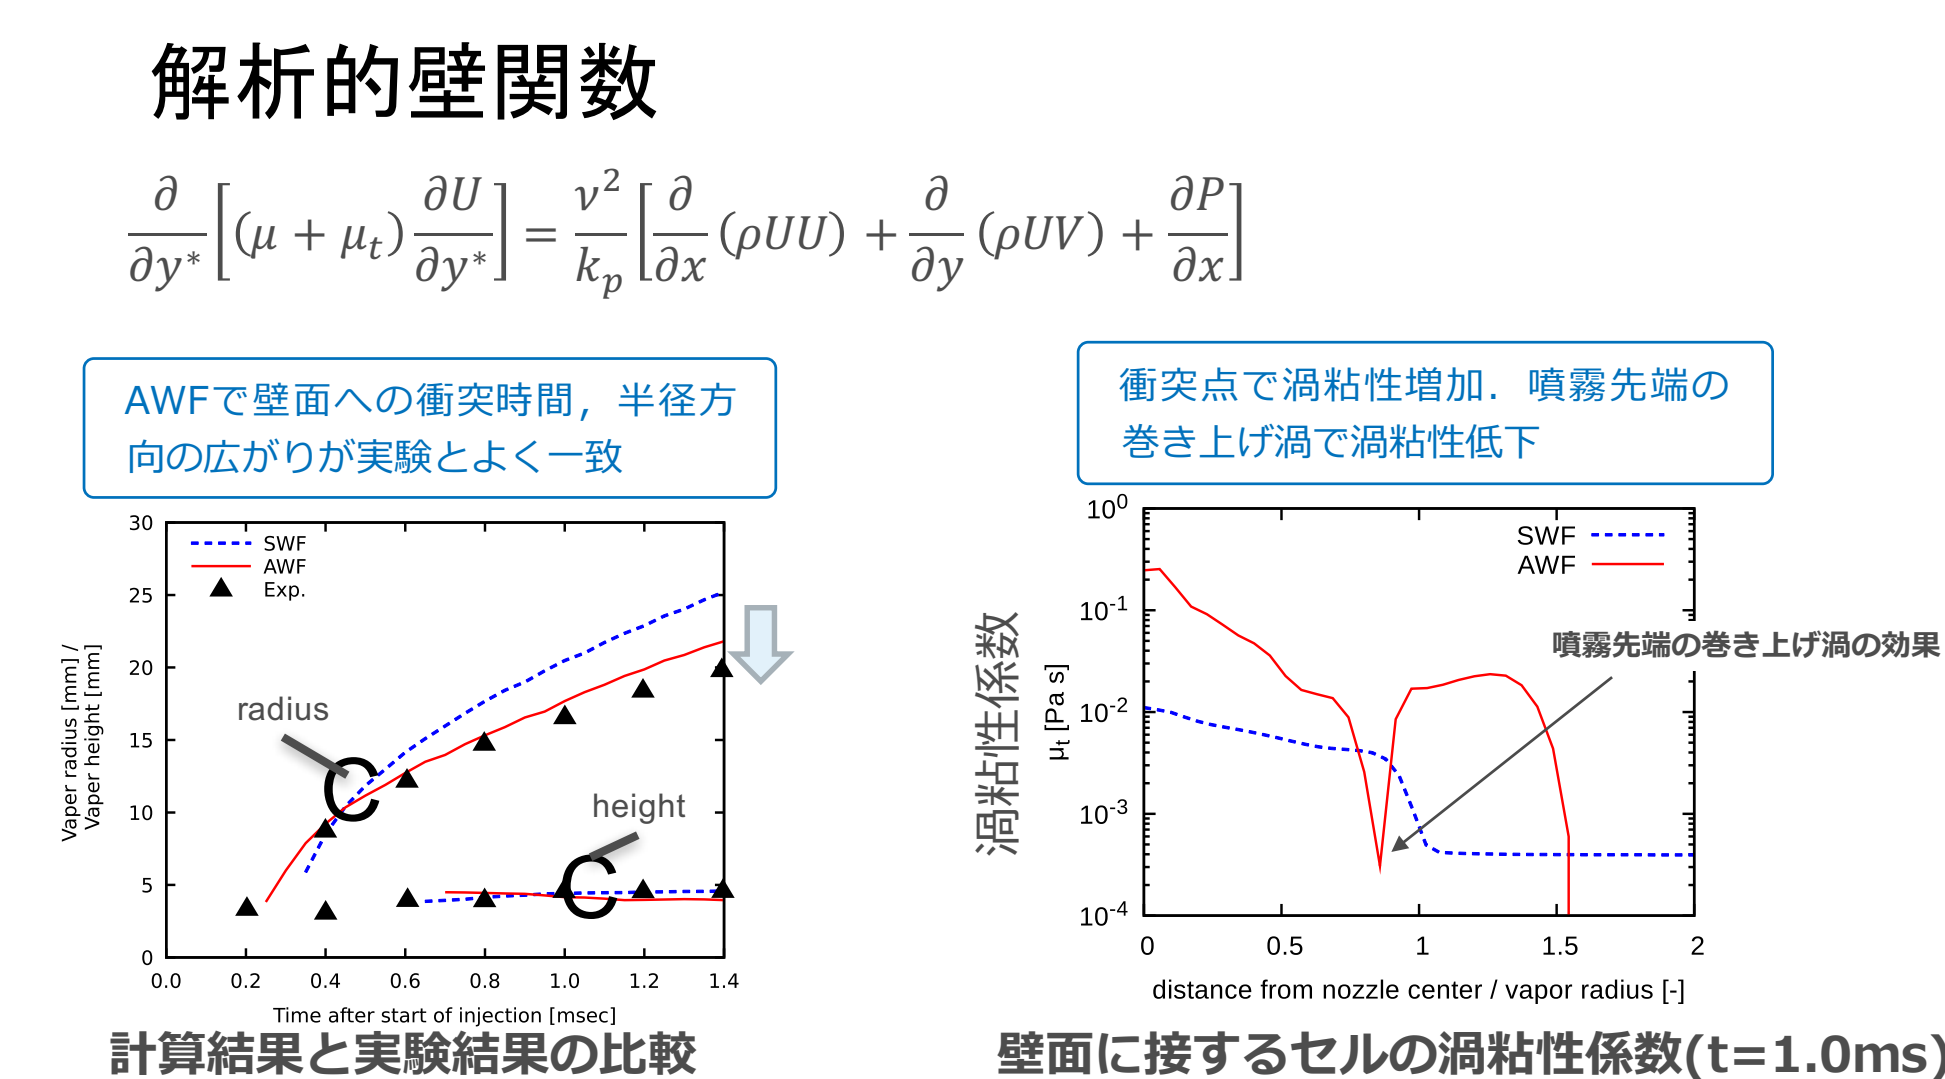 解析的壁関数
∂/∂y* [(μ + μt) ∂U/∂y*] = ν²/kp [∂/∂x (ρUU) + ∂/∂y (ρUV) + ∂P/∂x]
AWFで壁面への衝突時間，半径方
向の広がりが実験とよく一致
Vaper radius [mm] /
Vaper height [mm]
30
25
20
15
10
5
0
SWF
AWF
Exp.
radius
height
0.0 0.2 0.4 0.6 0.8 1.0 1.2 1.4
Time after start of injection [msec]
計算結果と実験結果の比較
衝突点で渦粘性増加．噴霧先端の
巻き上げ渦で渦粘性低下
渦粘性係数
μt [Pa s]
10⁰
10⁻¹
10⁻²
10⁻³
10⁻⁴
SWF
AWF
噴霧先端の巻き上げ渦の効果
0 0.5 1 1.5 2
distance from nozzle center / vapor radius [-]
壁面に接するセルの渦粘性係数(t=1.0ms)